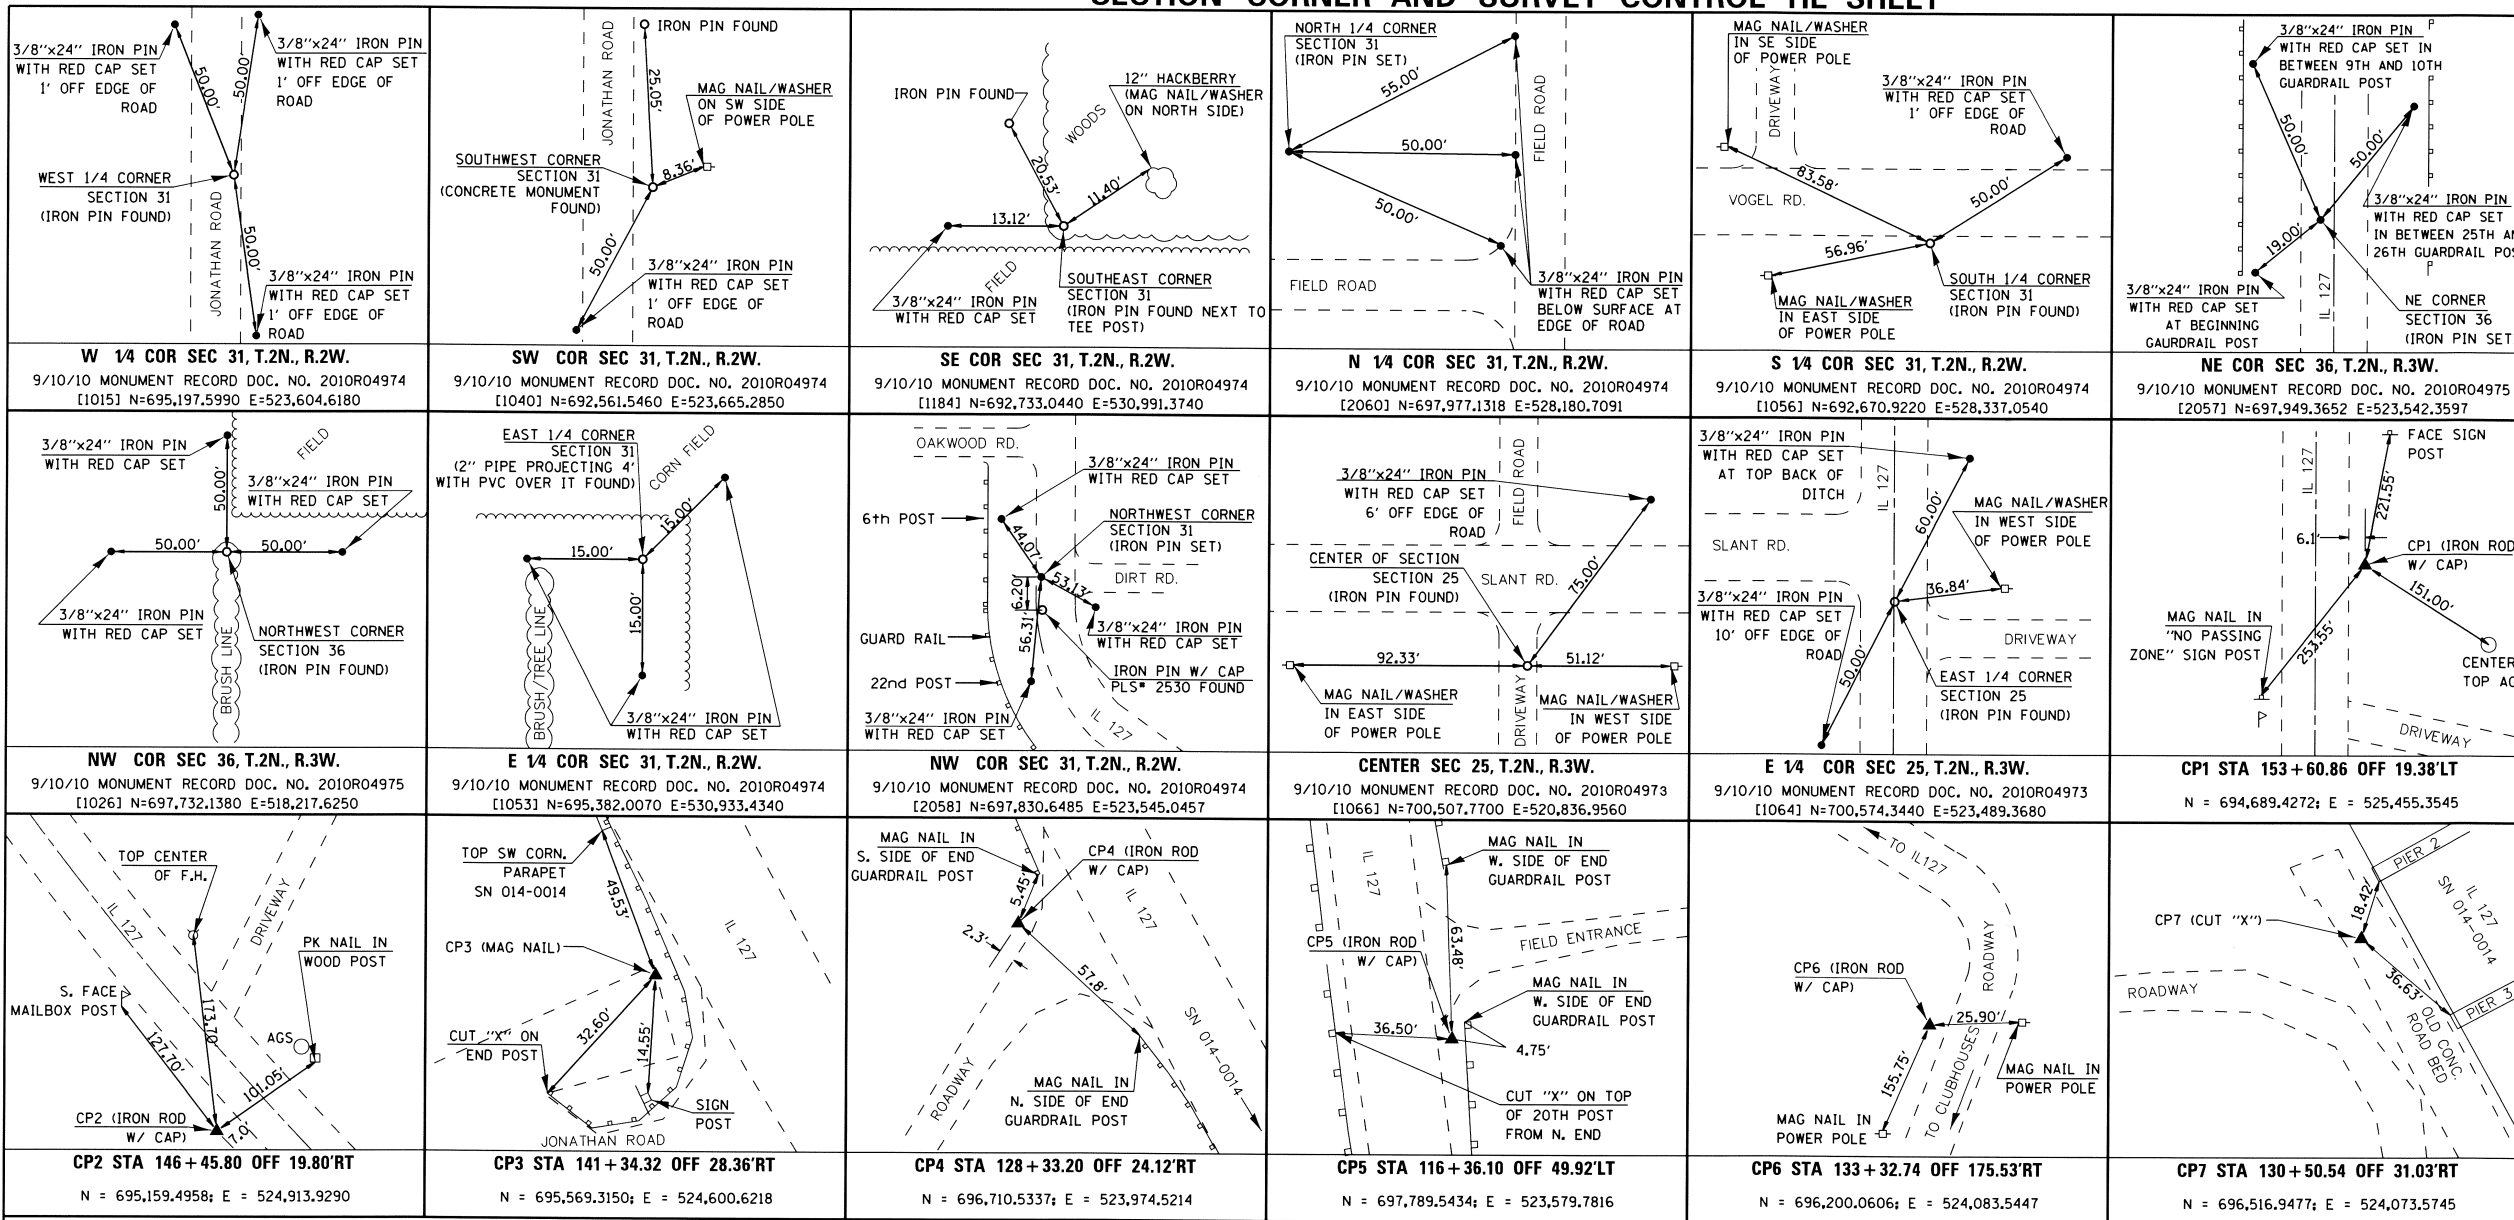 SECTION CORNER AND SURVEY CONTROL TIE SHEET
3/8"x24" IRON PIN
WITH RED CAP SET
1' OFF EDGE OF
ROAD
3/8"x24" IRON PIN
WITH RED CAP SET
1' OFF EDGE OF
ROAD
50.00'
50.00'
WEST 1/4 CORNER
SECTION 31
(IRON PIN FOUND)
JONATHAN ROAD
50.00'
3/8"x24" IRON PIN
WITH RED CAP SET
1' OFF EDGE OF
ROAD
W 1/4 COR SEC 31, T.2N., R.2W.
9/10/10 MONUMENT RECORD DOC. NO. 2010R04974
[1015] N=695,197.5990 E=523,604.6180
JONATHAN ROAD
IRON PIN FOUND
25.05'
MAG NAIL/WASHER
ON SW SIDE
OF POWER POLE
SOUTHWEST CORNER
SECTION 31
(CONCRETE MONUMENT
FOUND)
8.36'
50.00'
3/8"x24" IRON PIN
WITH RED CAP SET
1' OFF EDGE OF
ROAD
SW COR SEC 31, T.2N., R.2W.
9/10/10 MONUMENT RECORD DOC. NO. 2010R04974
[1040] N=692,561.5460 E=523,665.2850
IRON PIN FOUND
WOODS
12" HACKBERRY
(MAG NAIL/WASHER
ON NORTH SIDE)
20.53'
11.40'
13.12'
FIELD
3/8"x24" IRON PIN
WITH RED CAP SET
SOUTHEAST CORNER
SECTION 31
(IRON PIN FOUND NEXT TO
TEE POST)
SE COR SEC 31, T.2N., R.2W.
9/10/10 MONUMENT RECORD DOC. NO. 2010R04974
[1184] N=692,733.0440 E=530,991.3740
NORTH 1/4 CORNER
SECTION 31
(IRON PIN SET)
55.00'
50.00'
50.00'
FIELD ROAD
FIELD ROAD
3/8"x24" IRON PIN
WITH RED CAP SET
BELOW SURFACE AT
EDGE OF ROAD
N 1/4 COR SEC 31, T.2N., R.2W.
9/10/10 MONUMENT RECORD DOC. NO. 2010R04974
[2060] N=697,977.1318 E=528,180.7091
MAG NAIL/WASHER
IN SE SIDE
OF POWER POLE
DRIVEWAY
3/8"x24" IRON PIN
WITH RED CAP SET
1' OFF EDGE OF
ROAD
83.58'
VOGEL RD.
50.00'
56.96'
MAG NAIL/WASHER
IN EAST SIDE
OF POWER POLE
SOUTH 1/4 CORNER
SECTION 31
(IRON PIN FOUND)
S 1/4 COR SEC 31, T.2N., R.2W.
9/10/10 MONUMENT RECORD DOC. NO. 2010R04974
[1056] N=692,670.9220 E=528,337.0540
3/8"x24" IRON PIN
WITH RED CAP SET IN
BETWEEN 9TH AND 10TH
GUARDRAIL POST
50.00'
50.00'
19.00'
3/8"x24" IRON PIN
WITH RED CAP SET
IN BETWEEN 25TH AN
26TH GUARDRAIL POS
3/8"x24" IRON PIN
WITH RED CAP SET
AT BEGINNING
GAURDRAIL POST
IL 127
NE CORNER
SECTION 36
(IRON PIN SET
NE COR SEC 36, T.2N., R.3W.
9/10/10 MONUMENT RECORD DOC. NO. 2010R04975
[2057] N=697,949.3652 E=523,542.3597
3/8"x24" IRON PIN
WITH RED CAP SET
FIELD
50.00'
3/8"x24" IRON PIN
WITH RED CAP SET
50.00'
50.00'
3/8"x24" IRON PIN
WITH RED CAP SET
BRUSH LINE
NORTHWEST CORNER
SECTION 36
(IRON PIN FOUND)
NW COR SEC 36, T.2N., R.3W.
9/10/10 MONUMENT RECORD DOC. NO. 2010R04975
[1026] N=697,732.1380 E=518,217.6250
EAST 1/4 CORNER
SECTION 31
(2" PIPE PROJECTING 4'
WITH PVC OVER IT FOUND)
CORN FIELD
15.00'
15.00'
15.00'
BRUSH/TREE LINE
3/8"x24" IRON PIN
WITH RED CAP SET
E 1/4 COR SEC 31, T.2N., R.2W.
9/10/10 MONUMENT RECORD DOC. NO. 2010R04974
[1053] N=695,382.0070 E=530,933.4340
OAKWOOD RD.
3/8"x24" IRON PIN
WITH RED CAP SET
6th POST
NORTHWEST CORNER
SECTION 31
(IRON PIN SET)
44.07'
DIRT RD.
53.13'
6.20'
56.31'
GUARD RAIL
3/8"x24" IRON PIN
WITH RED CAP SET
IRON PIN W/ CAP
PLS# 2530 FOUND
22nd POST
3/8"x24" IRON PIN
WITH RED CAP SET
IL 127
NW COR SEC 31, T.2N., R.2W.
9/10/10 MONUMENT RECORD DOC. NO. 2010R04974
[2058] N=697,830.6485 E=523,545.0457
3/8"x24" IRON PIN
WITH RED CAP SET
6' OFF EDGE OF
ROAD
FIELD ROAD
CENTER OF SECTION
SECTION 25
(IRON PIN FOUND)
SLANT RD.
75.00'
92.33'
51.12'
MAG NAIL/WASHER
IN EAST SIDE
OF POWER POLE
DRIVEWAY
MAG NAIL/WASHER
IN WEST SIDE
OF POWER POLE
CENTER SEC 25, T.2N., R.3W.
9/10/10 MONUMENT RECORD DOC. NO. 2010R04973
[1066] N=700,507.7700 E=520,836.9560
3/8"x24" IRON PIN
WITH RED CAP SET
AT TOP BACK OF
DITCH
IL 127
60.00'
MAG NAIL/WASHER
IN WEST SIDE
OF POWER POLE
SLANT RD.
36.84'
3/8"x24" IRON PIN
WITH RED CAP SET
10' OFF EDGE OF
ROAD
50.00'
DRIVEWAY
EAST 1/4 CORNER
SECTION 25
(IRON PIN FOUND)
E 1/4 COR SEC 25, T.2N., R.3W.
9/10/10 MONUMENT RECORD DOC. NO. 2010R04973
[1064] N=700,574.3440 E=523,489.3680
IL 127
FACE SIGN
POST
221.55'
6.1'
CP1 (IRON ROD
W/ CAP)
151.00'
MAG NAIL IN
"NO PASSING
ZONE" SIGN POST
253.55'
CENTER
TOP AG
DRIVEWAY
CP1 STA 153+60.86 OFF 19.38'LT
N = 694,689.4272; E = 525,455.3545
TOP CENTER
OF F.H.
IL 127
DRIVEWAY
PK NAIL IN
WOOD POST
S. FACE
MAILBOX POST
173.70'
AGS
127.70'
101.05'
CP2 (IRON ROD
W/ CAP)
7.0'
CP2 STA 146+45.80 OFF 19.80'RT
N = 695,159.4958; E = 524,913.9290
TOP SW CORN.
PARAPET
SN 014-0014
49.53'
IL 127
CP3 (MAG NAIL)
32.60'
14.55'
CUT "X" ON
END POST
SIGN
POST
JONATHAN ROAD
CP3 STA 141+34.32 OFF 28.36'RT
N = 695,569.3150; E = 524,600.6218
MAG NAIL IN
S. SIDE OF END
GUARDRAIL POST
CP4 (IRON ROD
W/ CAP)
5.45'
IL 127
2.3'
57.8'
SN 014-0014
ROADWAY
MAG NAIL IN
N. SIDE OF END
GUARDRAIL POST
CP4 STA 128+33.20 OFF 24.12'RT
N = 696,710.5337; E = 523,974.5214
IL 127
MAG NAIL IN
W. SIDE OF END
GUARDRAIL POST
CP5 (IRON ROD
W/ CAP)
63.48'
FIELD ENTRANCE
MAG NAIL IN
W. SIDE OF END
GUARDRAIL POST
36.50'
4.75'
CUT "X" ON TOP
OF 20TH POST
FROM N. END
CP5 STA 116+36.10 OFF 49.92'LT
N = 697,789.5434; E = 523,579.7816
TO IL127
ROADWAY
CP6 (IRON ROD
W/ CAP)
25.90'
155.75'
TO CLUBHOUSES
MAG NAIL IN
POWER POLE
MAG NAIL IN
POWER POLE
CP6 STA 133+32.74 OFF 175.53'RT
N = 696,200.0606; E = 524,083.5447
PIER 2
IL 127
SN 014-0014
18.42'
CP7 (CUT "X")
36.63'
ROADWAY
OLD CONC.
ROAD BED
PIER 3
CP7 STA 130+50.54 OFF 31.03'RT
N = 696,516.9477; E = 524,073.5745